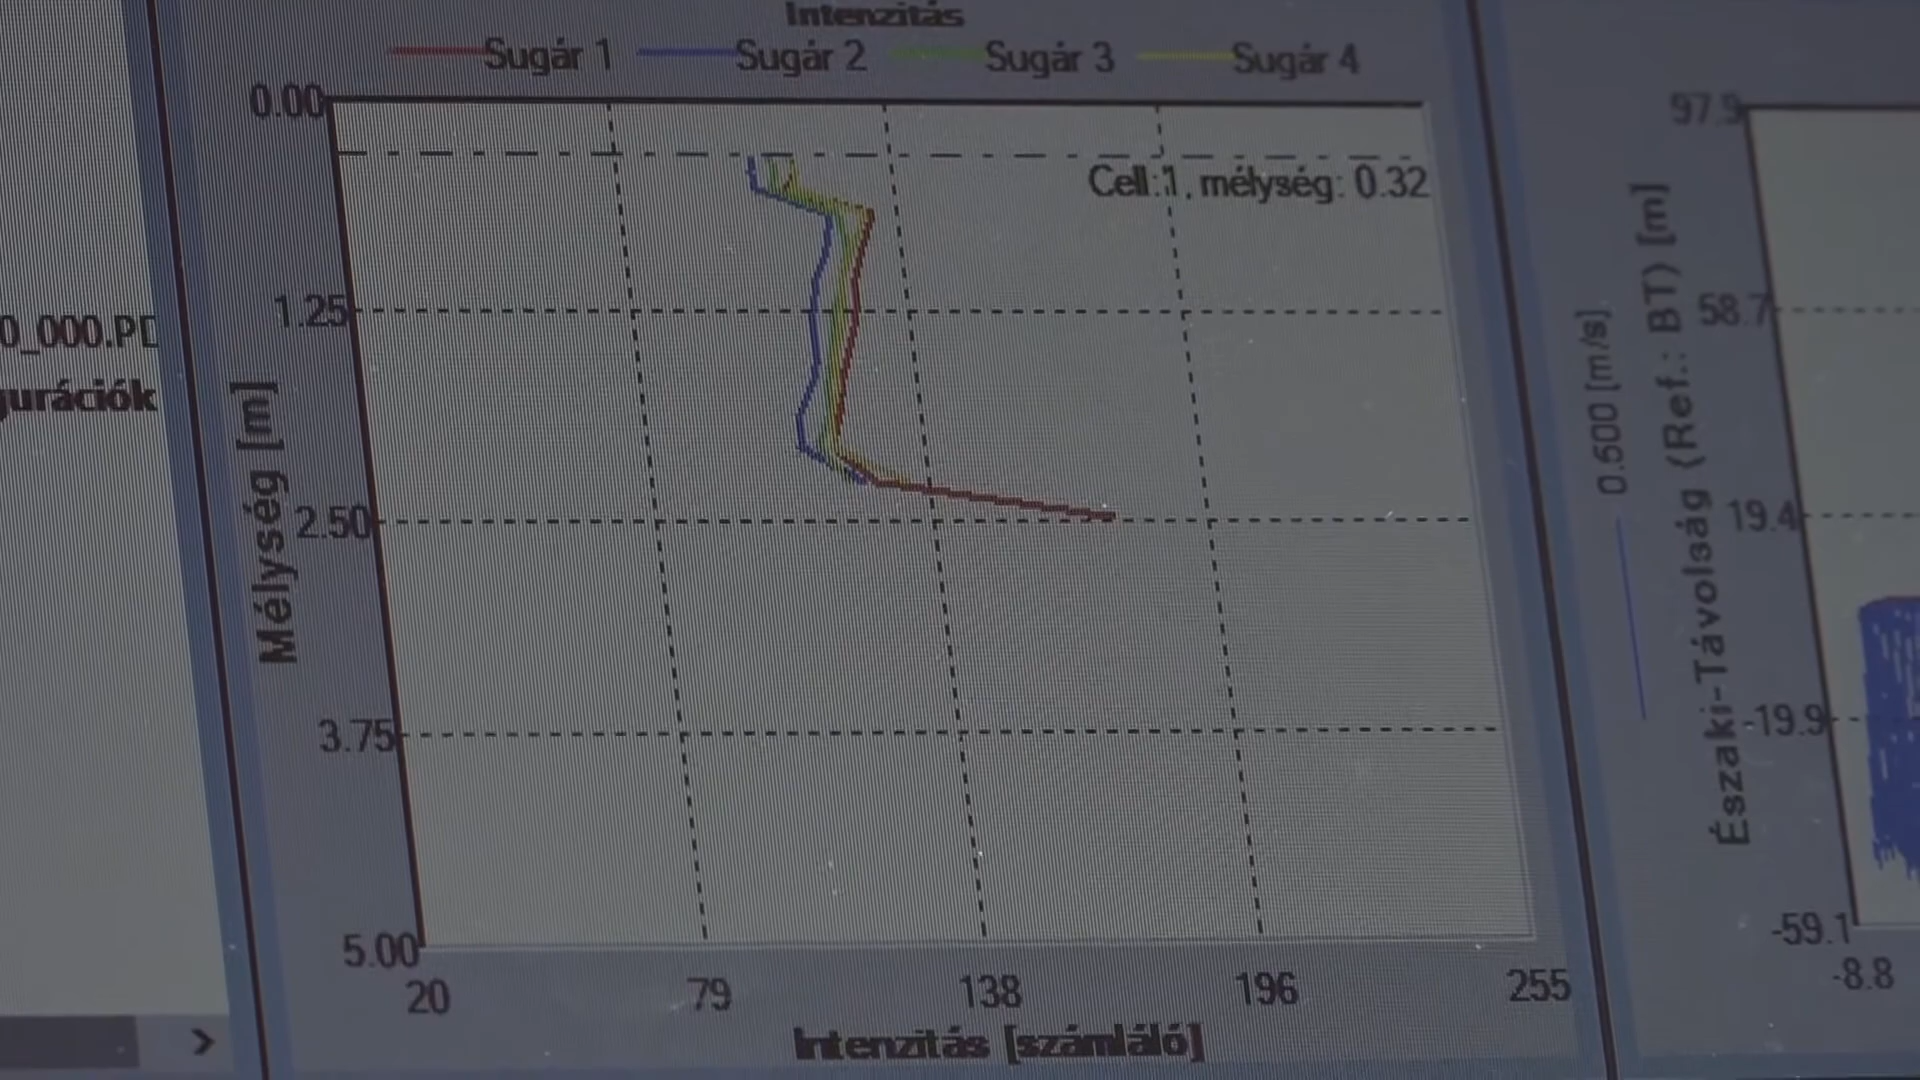 0_000.PD
gurációk
Intenzitás
Sugár 1
Sugár 2
Sugár 3
Sugár 4
0.00
1.25
2.50
3.75
5.00
Mélység [m]
Cell:1, mélység: 0.32
20
79
138
196
255
Intenzitás [számláló]
0.500 [m/s]
Északi-Távolság (Ref.: BT) [m]
97.9
58.7
19.4
-19.9
-59.1
-8.8